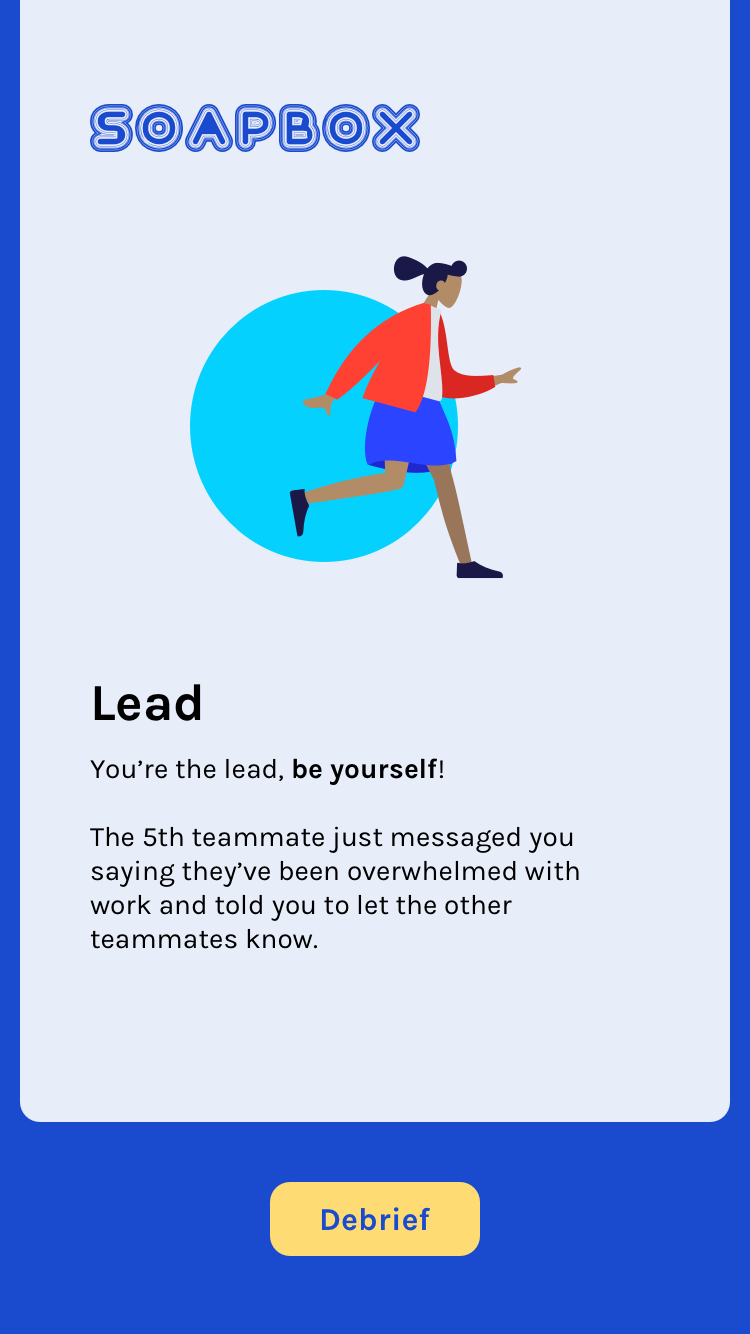 SOAPBOX
Lead
You’re the lead, be yourself!
The 5th teammate just messaged you
saying they’ve been overwhelmed with
work and told you to let the other
teammates know.
Debrief